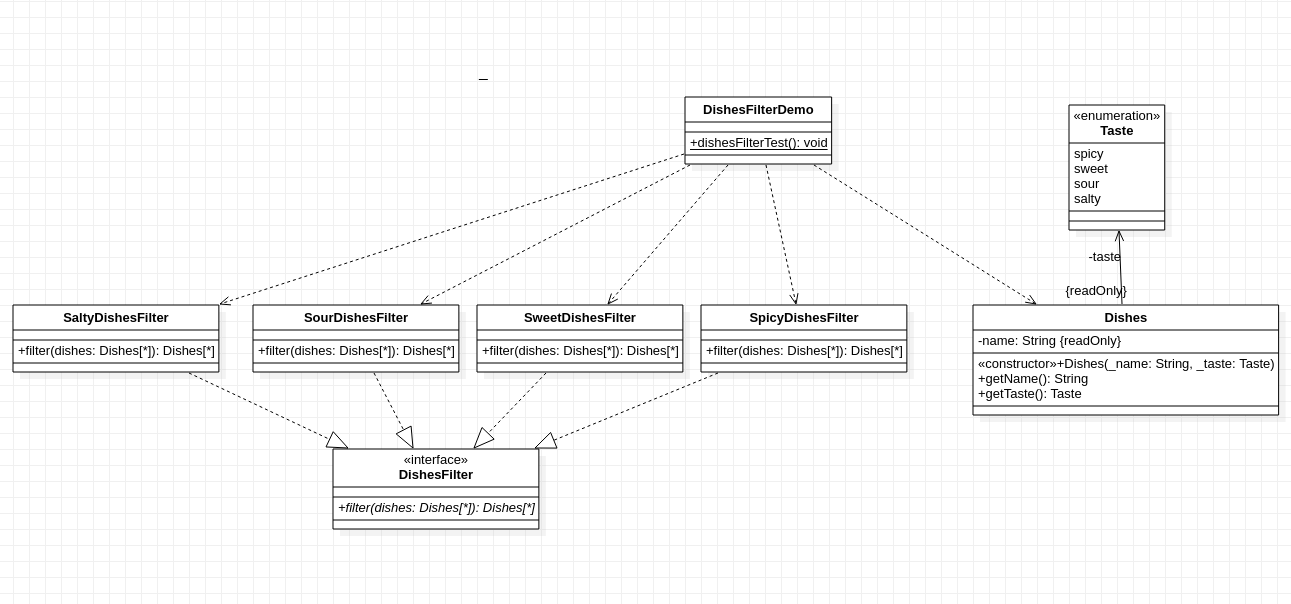 DishesFilterDemo
+dishesFilterTest(): void
«enumeration»
Taste
spicy
sweet
sour
salty
-taste
{readOnly}
SaltyDishesFilter
+filter(dishes: Dishes[*]): Dishes[*]
SourDishesFilter
+filter(dishes: Dishes[*]): Dishes[*]
SweetDishesFilter
+filter(dishes: Dishes[*]): Dishes[*]
SpicyDishesFilter
+filter(dishes: Dishes[*]): Dishes[*]
Dishes
-name: String {readOnly}
«constructor»+Dishes(_name: String, _taste: Taste)
+getName(): String
+getTaste(): Taste
«interface»
DishesFilter
+filter(dishes: Dishes[*]): Dishes[*]